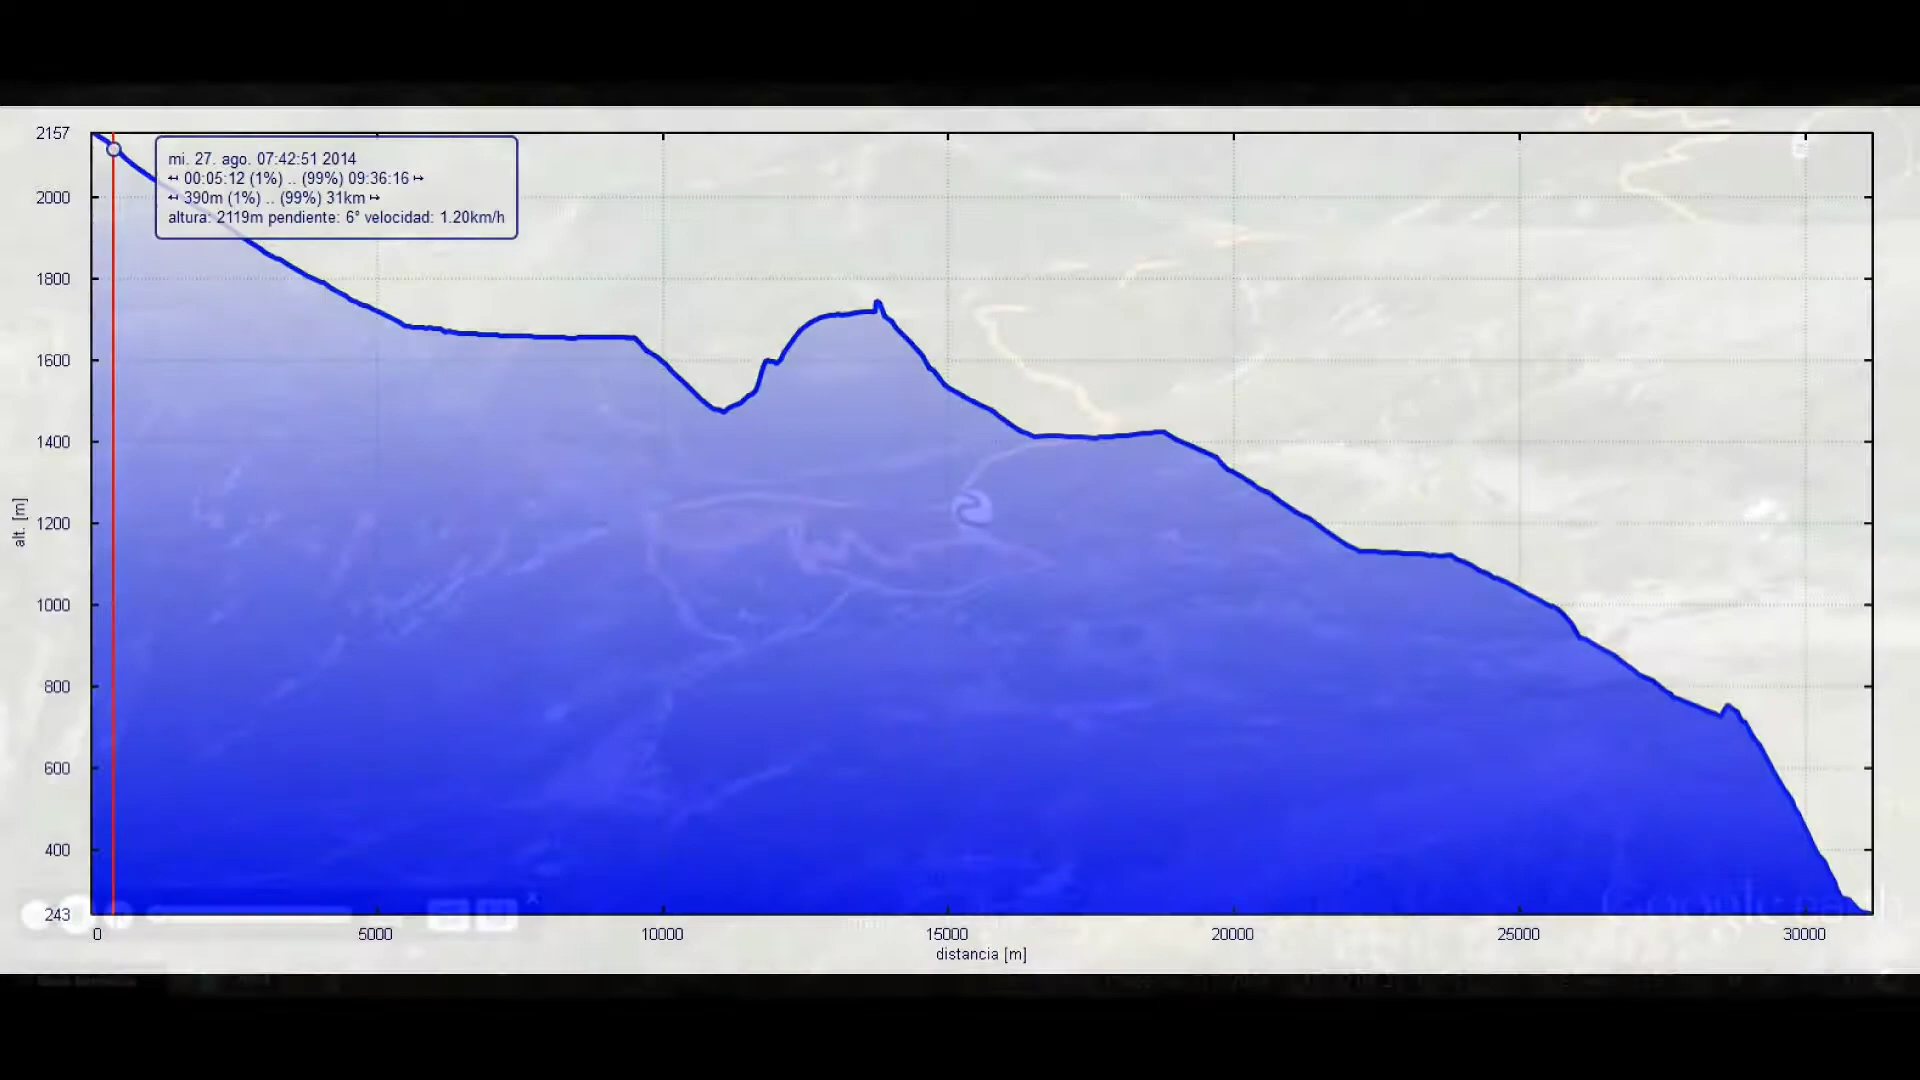 2157
mi. 27. ago. 07:42:51 2014
↤ 00:05:12 (1%) .. (99%) 09:36:16 ↦
↤ 390m (1%) .. (99%) 31km ↦
altura: 2119m pendiente: 6° velocidad: 1.20km/h
2000
1800
1600
1400
1200
1000
800
600
400
243
alt. [m]
0 5000 10000 15000 20000 25000 30000
distancia [m]